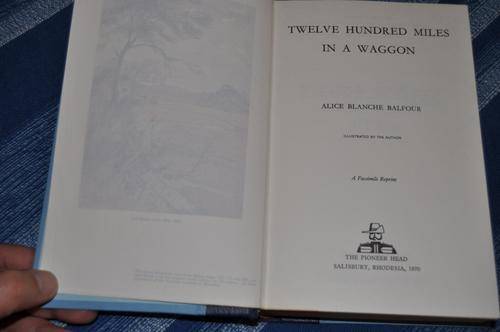 TWELVE HUNDRED MILES
IN A WAGGON
ALICE BLANCHE BALFOUR
ILLUSTRATED BY THE AUTHOR
A Facsimile Reprint
THE PIONEER HEAD
SALISBURY, RHODESIA, 1970